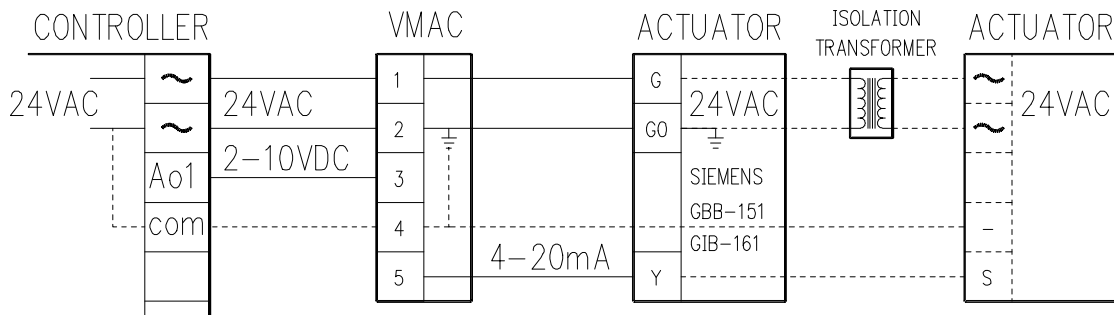 CONTROLLER
VMAC
ACTUATOR
ISOLATION
TRANSFORMER
ACTUATOR
24VAC
24VAC
2-10VDC
Ao1
com
1
2
3
4
5
4-20mA
G
GO
Y
24VAC
SIEMENS
GBB-151
GIB-161
24VAC
-
S